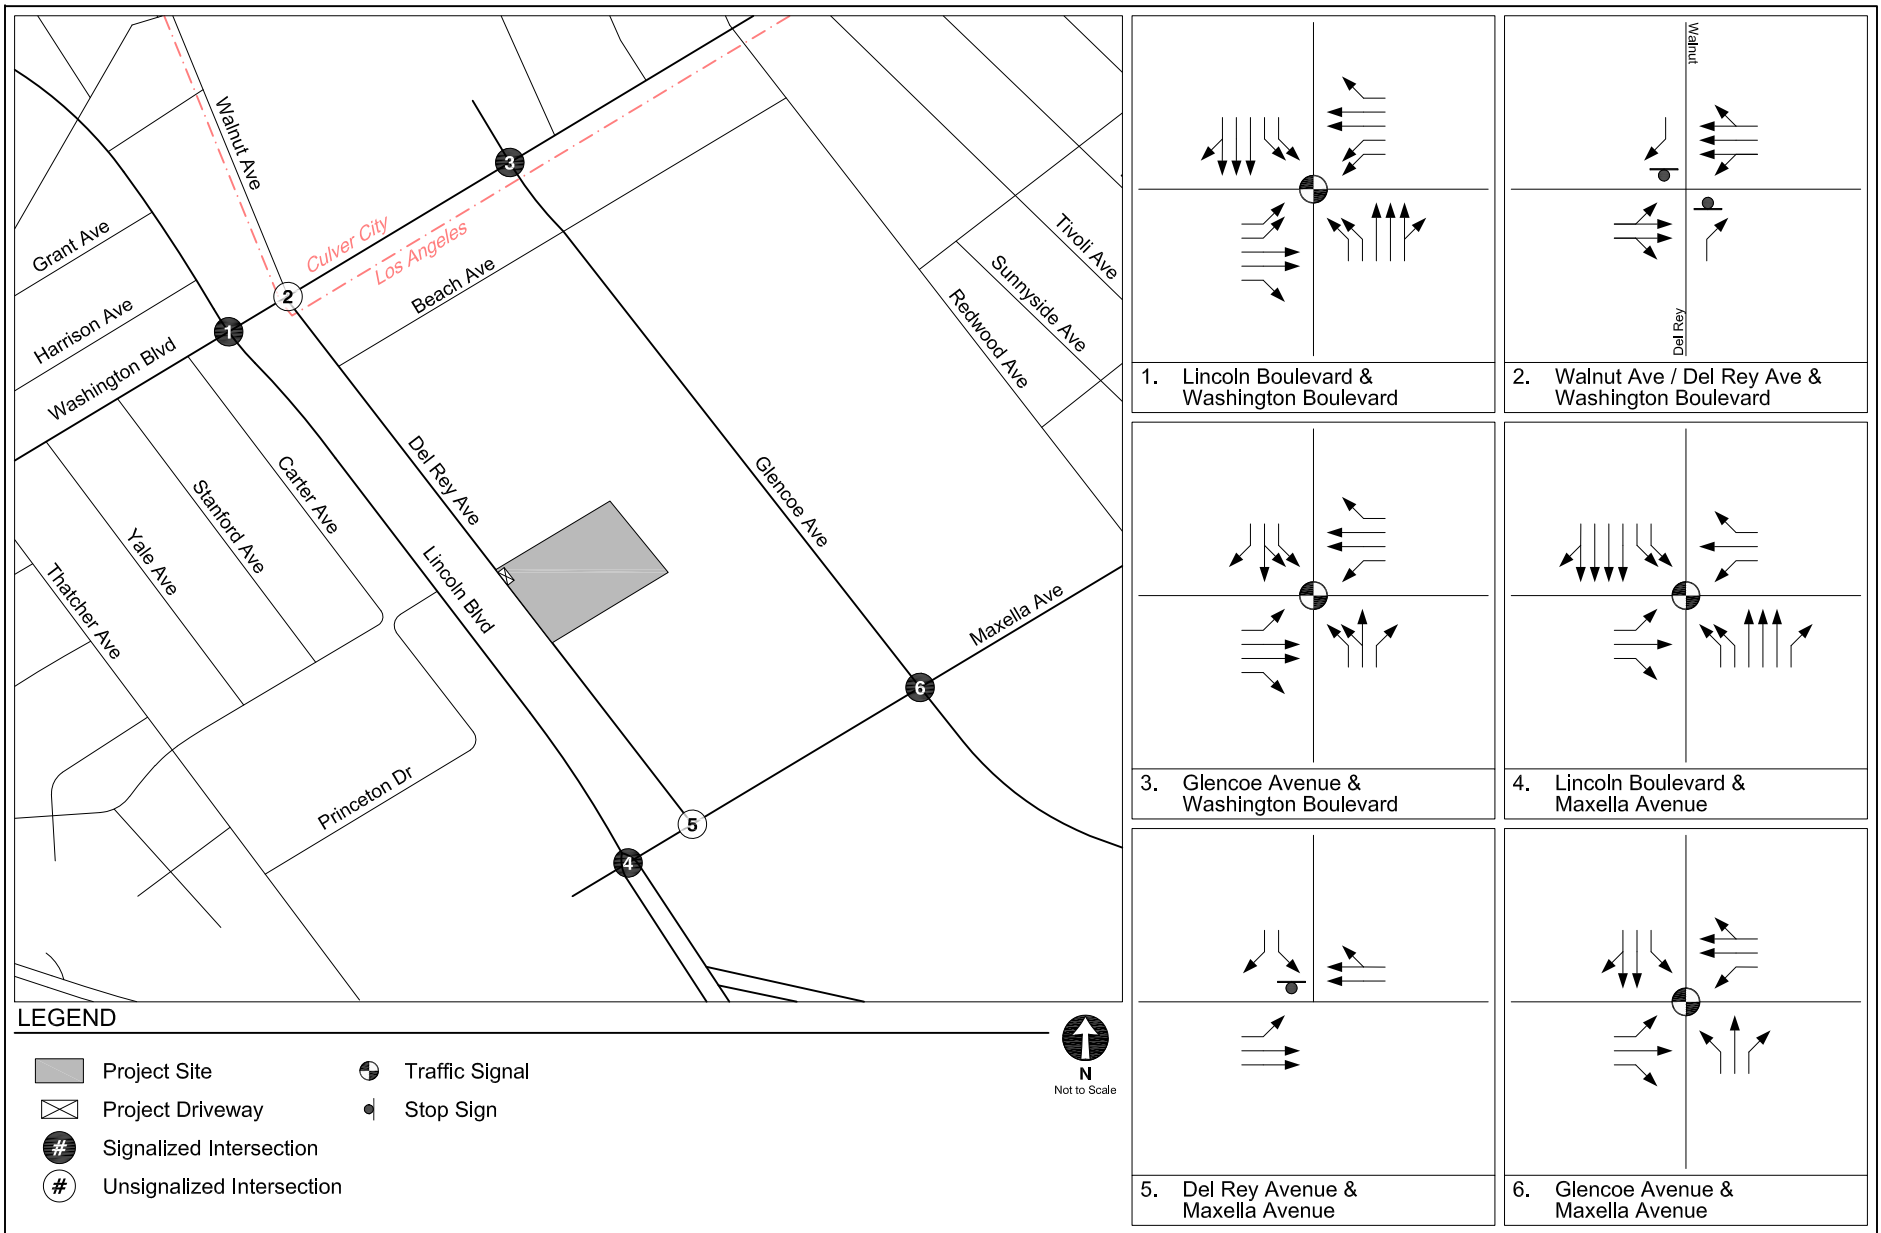 Walnut Ave
Culver City
Los Angeles
Beach Ave
Grant Ave
Harrison Ave
Washington Blvd
Tivoli Ave
Sunnyside Ave
Redwood Ave
Carter Ave
Stanford Ave
Yale Ave
Thatcher Ave
Del Rey Ave
Lincoln Blvd
Glencoe Ave
Maxella Ave
Princeton Dr
1
2
3
4
5
6
LEGEND
Project Site
Project Driveway
# Signalized Intersection
# Unsignalized Intersection
Traffic Signal
Stop Sign
N
Not to Scale
1. Lincoln Boulevard &
Washington Boulevard
Walnut
Del Rey
2. Walnut Ave / Del Rey Ave &
Washington Boulevard
3. Glencoe Avenue &
Washington Boulevard
4. Lincoln Boulevard &
Maxella Avenue
5. Del Rey Avenue &
Maxella Avenue
6. Glencoe Avenue &
Maxella Avenue